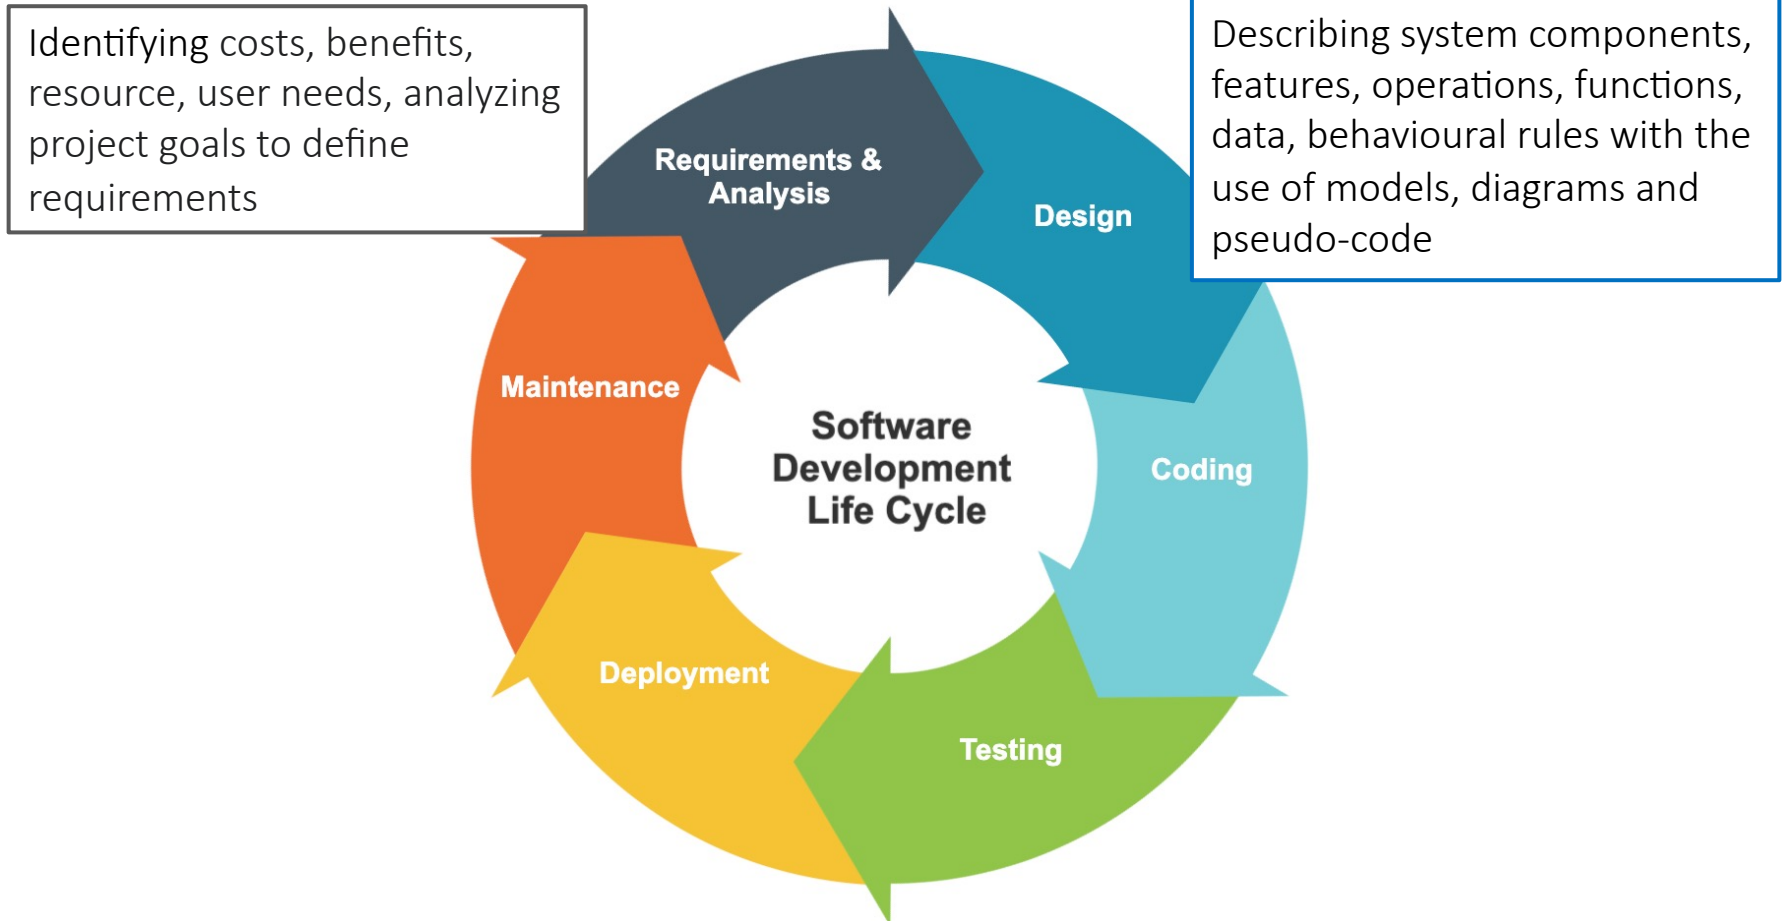 Identifying costs, benefits,
resource, user needs, analyzing
project goals to define
requirements
Describing system components,
features, operations, functions,
data, behavioural rules with the
use of models, diagrams and
pseudo-code
Requirements &
Analysis
Design
Coding
Testing
Deployment
Maintenance
Software
Development
Life Cycle